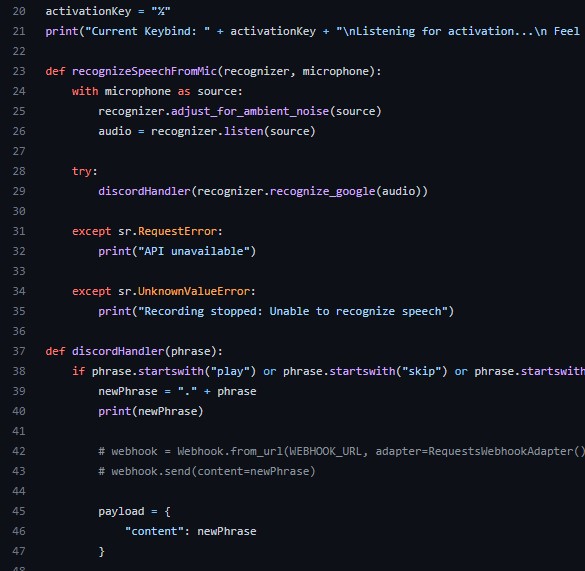 20 activationKey = "%"
21 print("Current Keybind: " + activationKey + "\nListening for activation...\n Feel
22
23 def recognizeSpeechFromMic(recognizer, microphone):
24     with microphone as source:
25         recognizer.adjust_for_ambient_noise(source)
26         audio = recognizer.listen(source)
27
28     try:
29         discordHandler(recognizer.recognize_google(audio))
30
31     except sr.RequestError:
32         print("API unavailable")
33
34     except sr.UnknownValueError:
35         print("Recording stopped: Unable to recognize speech")
36
37 def discordHandler(phrase):
38     if phrase.startswith("play") or phrase.startswith("skip") or phrase.startswith
39         newPhrase = "." + phrase
40         print(newPhrase)
41
42         # webhook = Webhook.from_url(WEBHOOK_URL, adapter=RequestsWebhookAdapter()
43         # webhook.send(content=newPhrase)
44
45         payload = {
46             "content": newPhrase
47         }